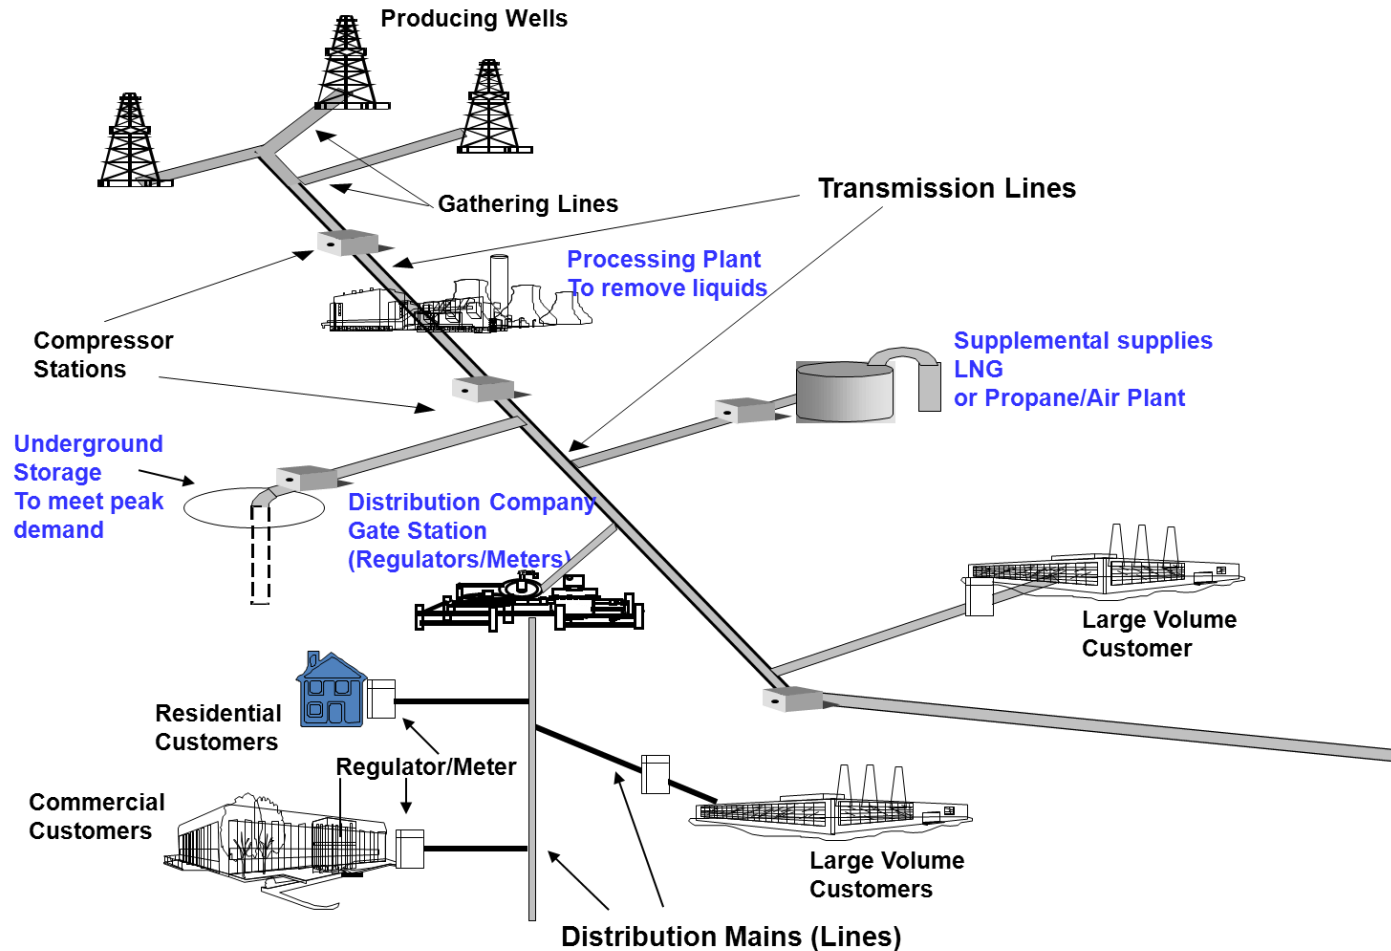 Producing Wells
Gathering Lines
Transmission Lines
Processing Plant
To remove liquids
Compressor
Stations
Supplemental supplies
LNG
or Propane/Air Plant
Underground
Storage
To meet peak
demand
Distribution Company
Gate Station
(Regulators/Meters)
Large Volume
Customer
Residential
Customers
Regulator/Meter
Commercial
Customers
Large Volume
Customers
Distribution Mains (Lines)